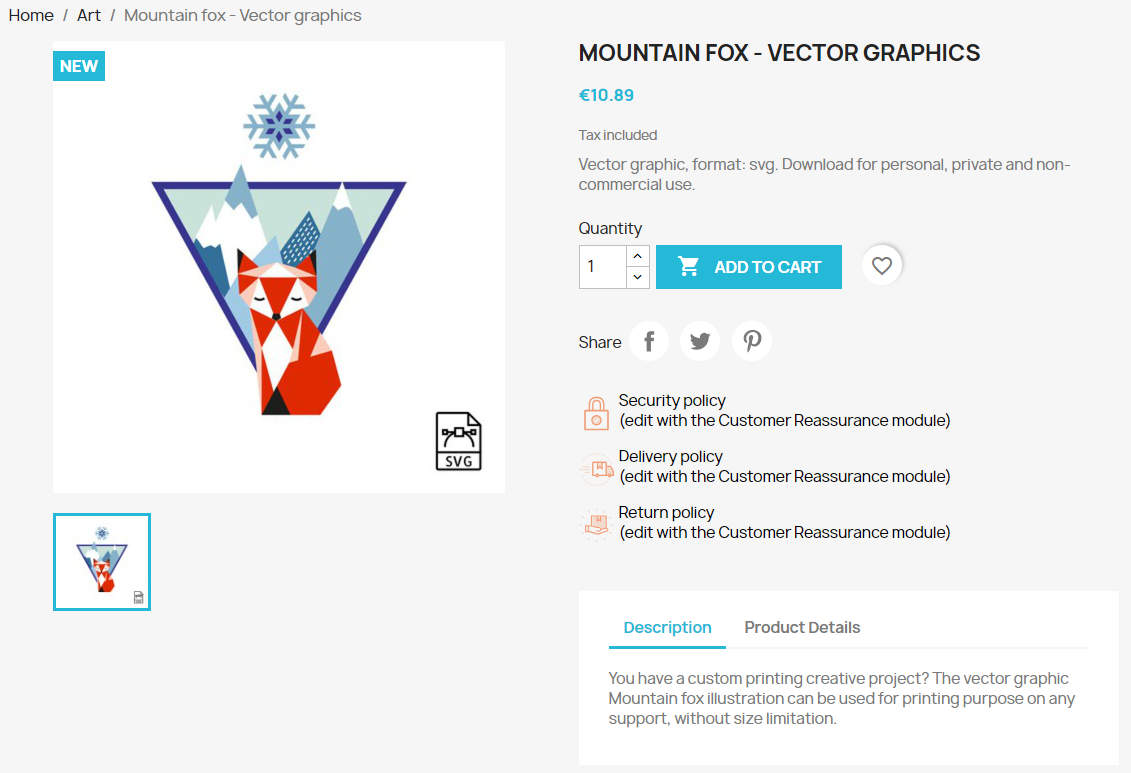 Home / Art / Mountain fox - Vector graphics
NEW
SVG
MOUNTAIN FOX - VECTOR GRAPHICS
€10.89
Tax included
Vector graphic, format: svg. Download for personal, private and non-
commercial use.
Quantity
1
ADD TO CART
Share
Security policy
(edit with the Customer Reassurance module)
Delivery policy
(edit with the Customer Reassurance module)
Return policy
(edit with the Customer Reassurance module)
Description Product Details
You have a custom printing creative project? The vector graphic
Mountain fox illustration can be used for printing purpose on any
support, without size limitation.